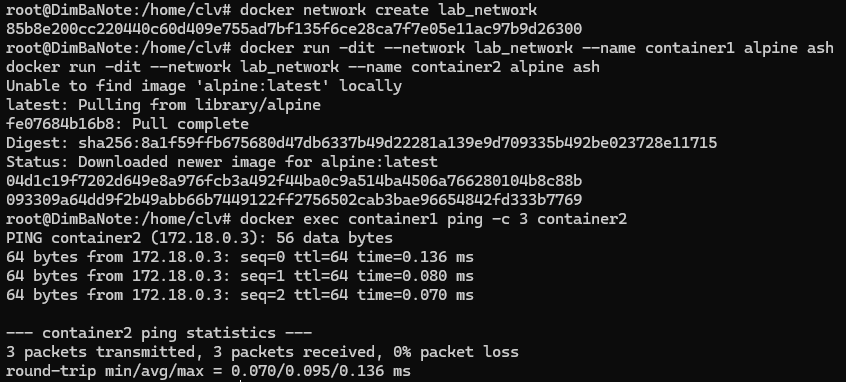 root@DimBaNote:/home/clv# docker network create lab_network
85b8e200cc220440c60d409e755ad7bf135f6ce28ca7f7e05e11ac97b9d26300
root@DimBaNote:/home/clv# docker run -dit --network lab_network --name container1 alpine ash
docker run -dit --network lab_network --name container2 alpine ash
Unable to find image 'alpine:latest' locally
latest: Pulling from library/alpine
fe07684b16b8: Pull complete
Digest: sha256:8a1f59ffb675680d47db6337b49d22281a139e9d709335b492be023728e11715
Status: Downloaded newer image for alpine:latest
04d1c19f7202d649e8a976fcb3a492f44ba0c9a514ba4506a766280104b8c88b
093309a64dd9f2b49abb66b7449122ff2756502cab3bae96654842fd333b7769
root@DimBaNote:/home/clv# docker exec container1 ping -c 3 container2
PING container2 (172.18.0.3): 56 data bytes
64 bytes from 172.18.0.3: seq=0 ttl=64 time=0.136 ms
64 bytes from 172.18.0.3: seq=1 ttl=64 time=0.080 ms
64 bytes from 172.18.0.3: seq=2 ttl=64 time=0.070 ms
--- container2 ping statistics ---
3 packets transmitted, 3 packets received, 0% packet loss
round-trip min/avg/max = 0.070/0.095/0.136 ms